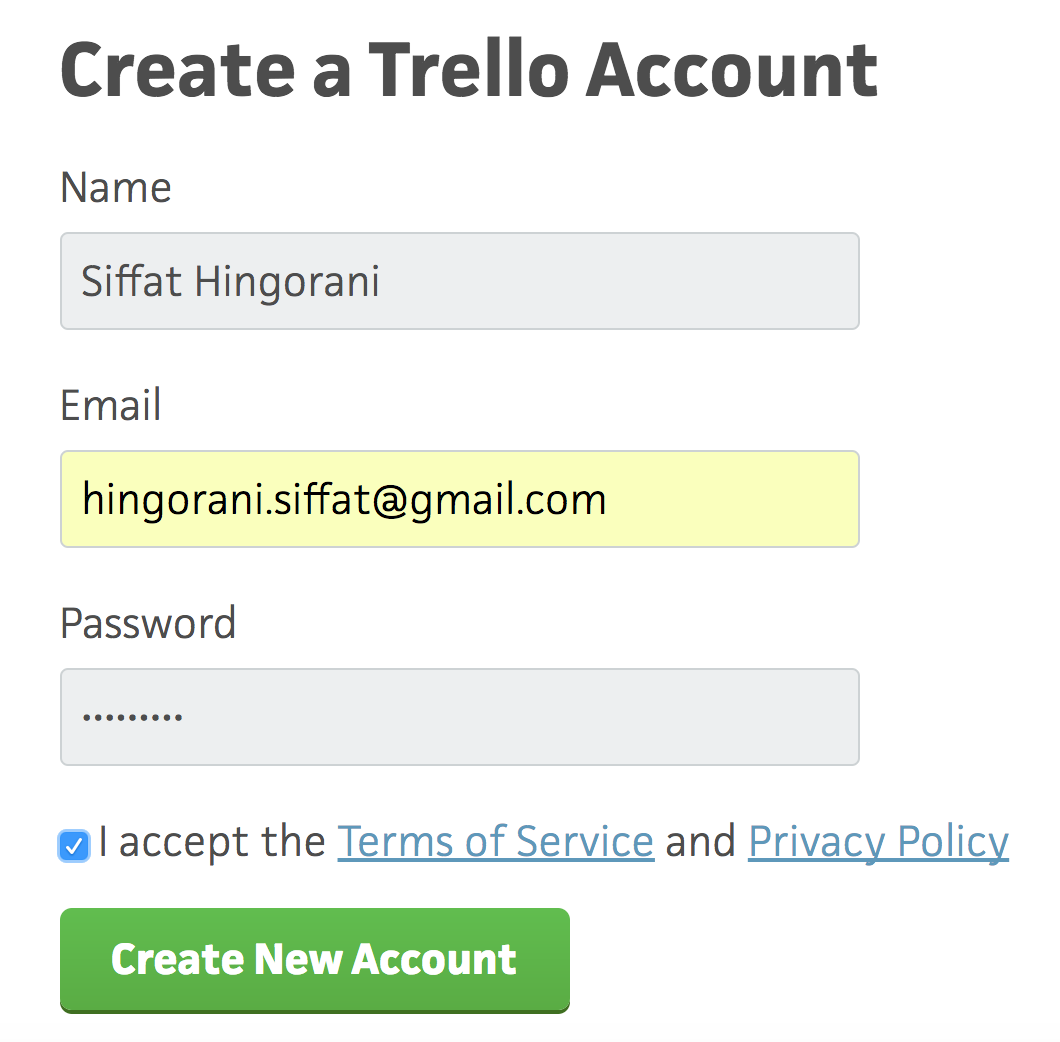 Create a Trello Account
Name
Siffat Hingorani
Email
hingorani.siffat@gmail.com
Password
•••••••••
I accept the Terms of Service and Privacy Policy
Create New Account